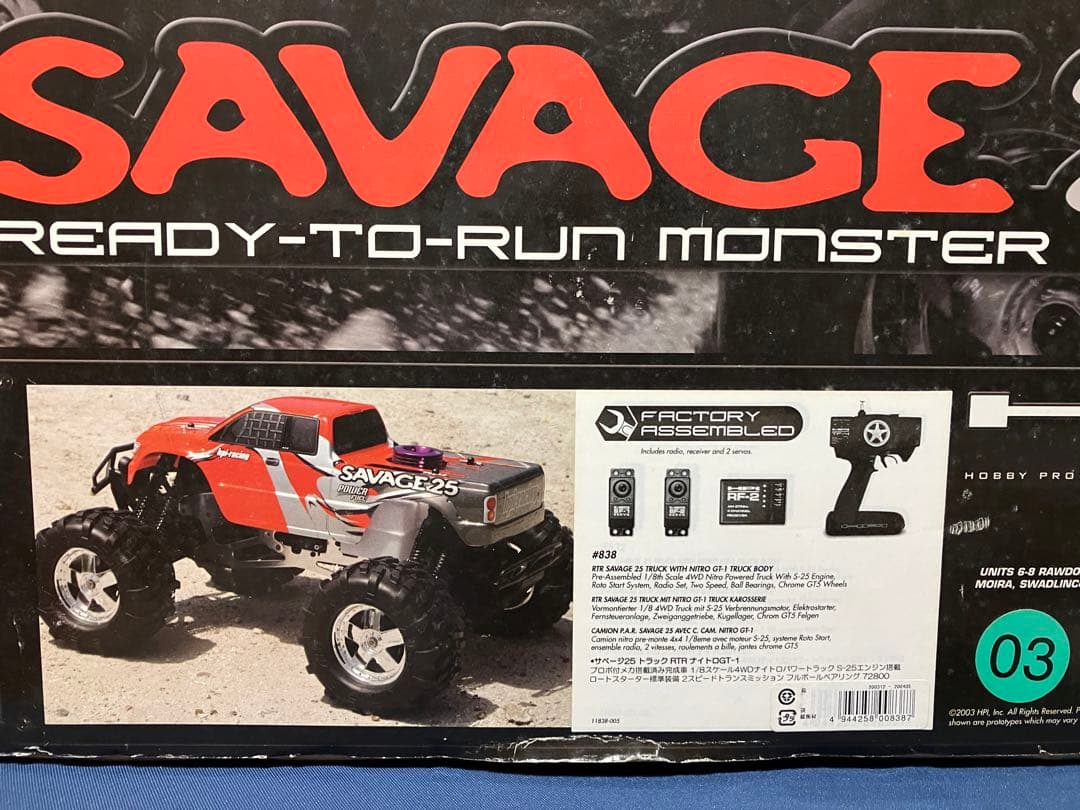 SAVAGE
READY-TO-RUN MONSTER
hpi-racing
SAVAGE 25
POWER
FUEL
FACTORY
ASSEMBLED
Includes radio, receiver and 2 servos.
HPI
RF-2
#838
RTR SAVAGE 25 TRUCK WITH NITRO GT-1 TRUCK BODY
Pre-Assembled 1/8th Scale 4WD Nitro Powered Truck With S-25 Engine,
Roto Start System, Radio Set, Two Speed, Ball Bearings, Chrome GT5 Wheels
RTR SAVAGE 25 TRUCK MIT NITRO GT-1 TRUCK KAROSSERIE
Vormontierter 1/8 4WD Truck mit S-25 Verbrennungsmotor, Elektrostarter,
Fernsteueranlage, Zweiganggetriebe, Kugellager, Chrom GT5 Felgen
CAMION P.A.R. SAVAGE 25 AVEC C. CAM. NITRO GT-1
Camion nitro pre-monte 4x4 1/8eme avec moteur S-25, systeme Roto Start,
ensemble radio, 2 vitesses, roulements a bille, jantes chrome GT5
•サベージ25 トラック RTR ナイトロGT-1
プロポ付メカ搭載済み完成車 1/8スケール4WDナイトロパワートラック S-25エンジン搭載
ロートスターター標準装備 2スピードトランスミッション フルボールベアリング 72800
11838-005
4 944258 008387
HOBBY PRO
UNITS 6-8 RAWDO
MOIRA, SWADLINC
03
©2003 HPI, Inc. All Rights Reserved. P
shown are prototypes which may vary